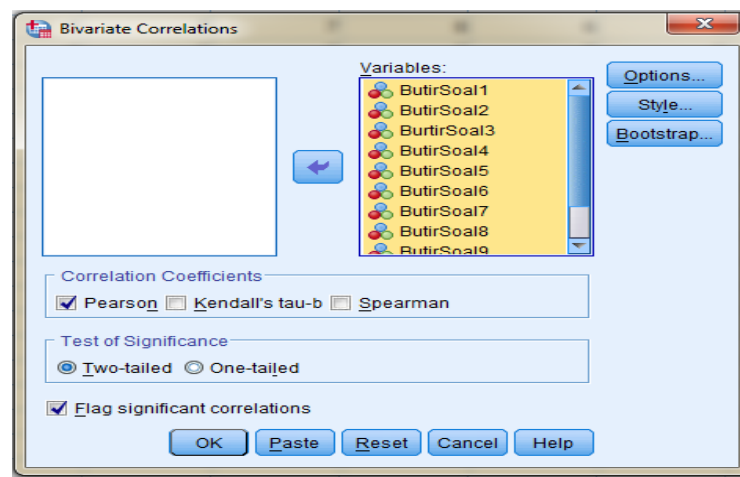 Bivariate Correlations
Variables:
ButirSoal1
ButirSoal2
BurtirSoal3
ButirSoal4
ButirSoal5
ButirSoal6
ButirSoal7
ButirSoal8
ButirSoal9
Options...
Style...
Bootstrap...
Correlation Coefficients
Pearson Kendall's tau-b Spearman
Test of Significance
Two-tailed One-tailed
Flag significant correlations
OK Paste Reset Cancel Help